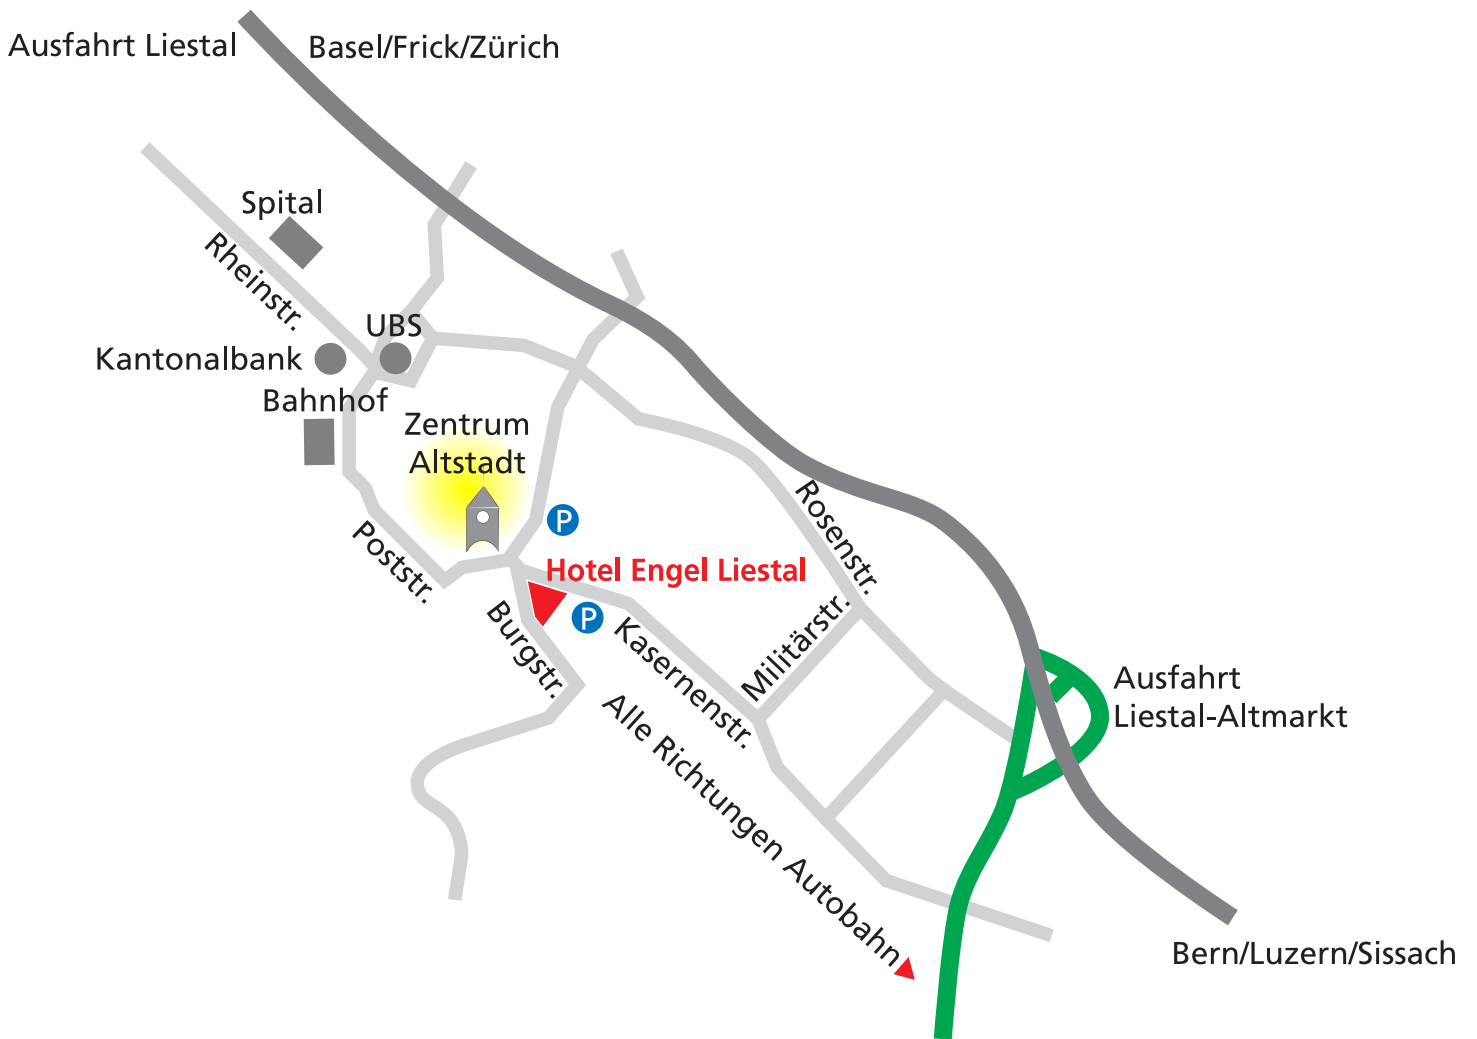 Ausfahrt Liestal
Basel/Frick/Zürich
Spital
Rheinstr.
UBS
Kantonalbank
Bahnhof
Zentrum
Altstadt
P
Rosenstr.
Poststr.
Hotel Engel Liestal
P
Burgstr.
Kasernenstr.
Militärstr.
Ausfahrt
Liestal-Altmarkt
Alle Richtungen Autobahn
Bern/Luzern/Sissach